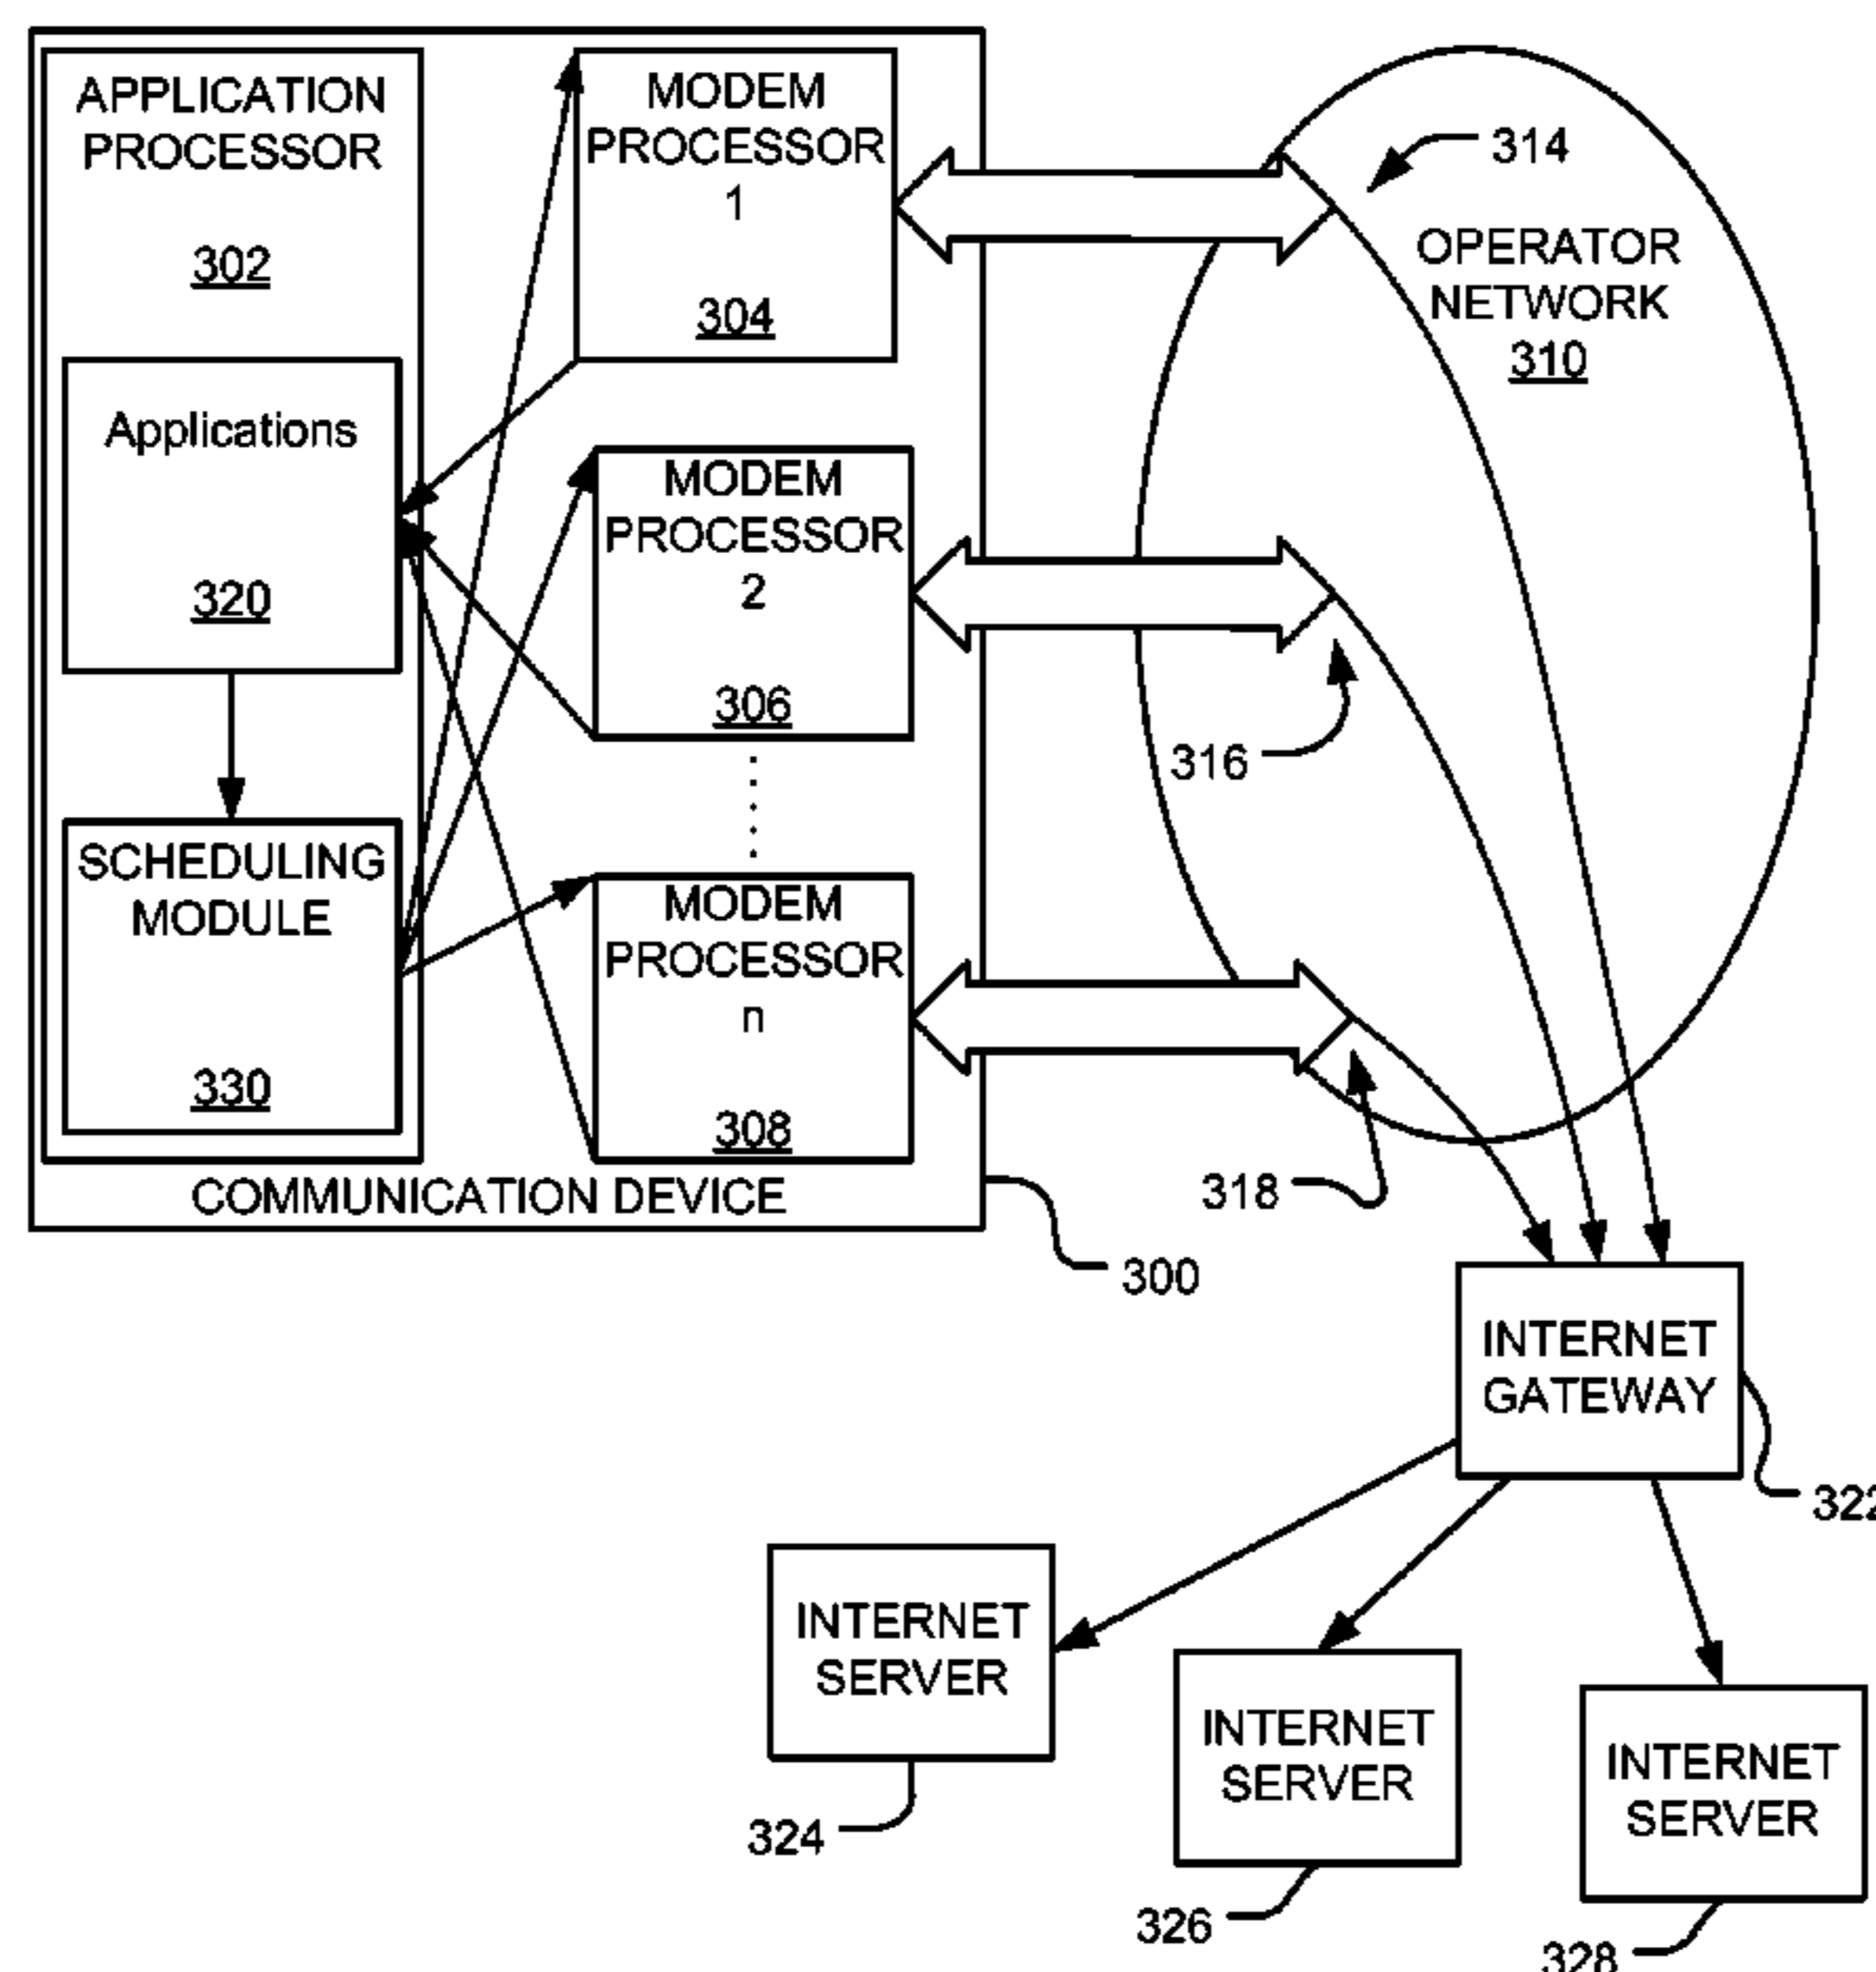 APPLICATION
PROCESSOR
302
Applications
320
SCHEDULING
MODULE
330
MODEM
PROCESSOR
1
304
MODEM
PROCESSOR
2
306
MODEM
PROCESSOR
n
308
COMMUNICATION DEVICE
300
314
OPERATOR
NETWORK
310
316
318
INTERNET
GATEWAY
322
INTERNET
SERVER
324
INTERNET
SERVER
326
INTERNET
SERVER
328